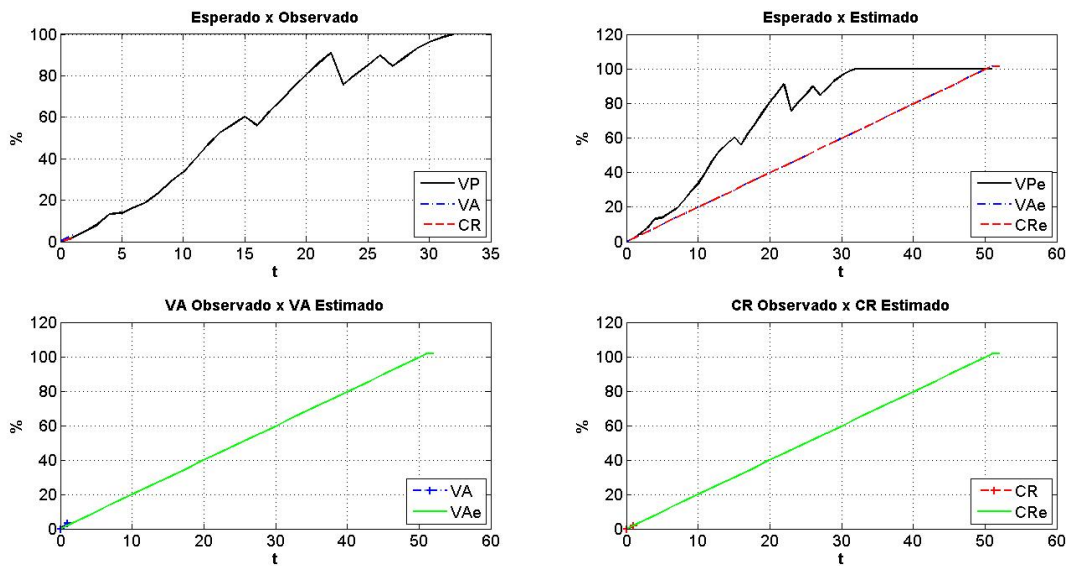 Esperado x Observado
100
80
60
40
20
0
%
0 5 10 15 20 25 30 35
t
VP
VA
CR
Esperado x Estimado
120
100
80
60
40
20
0
%
0 10 20 30 40 50 60
t
VPe
VAe
CRe
VA Observado x VA Estimado
120
100
80
60
40
20
0
%
0 10 20 30 40 50 60
t
VA
VAe
CR Observado x CR Estimado
120
100
80
60
40
20
0
%
0 10 20 30 40 50 60
t
CR
CRe